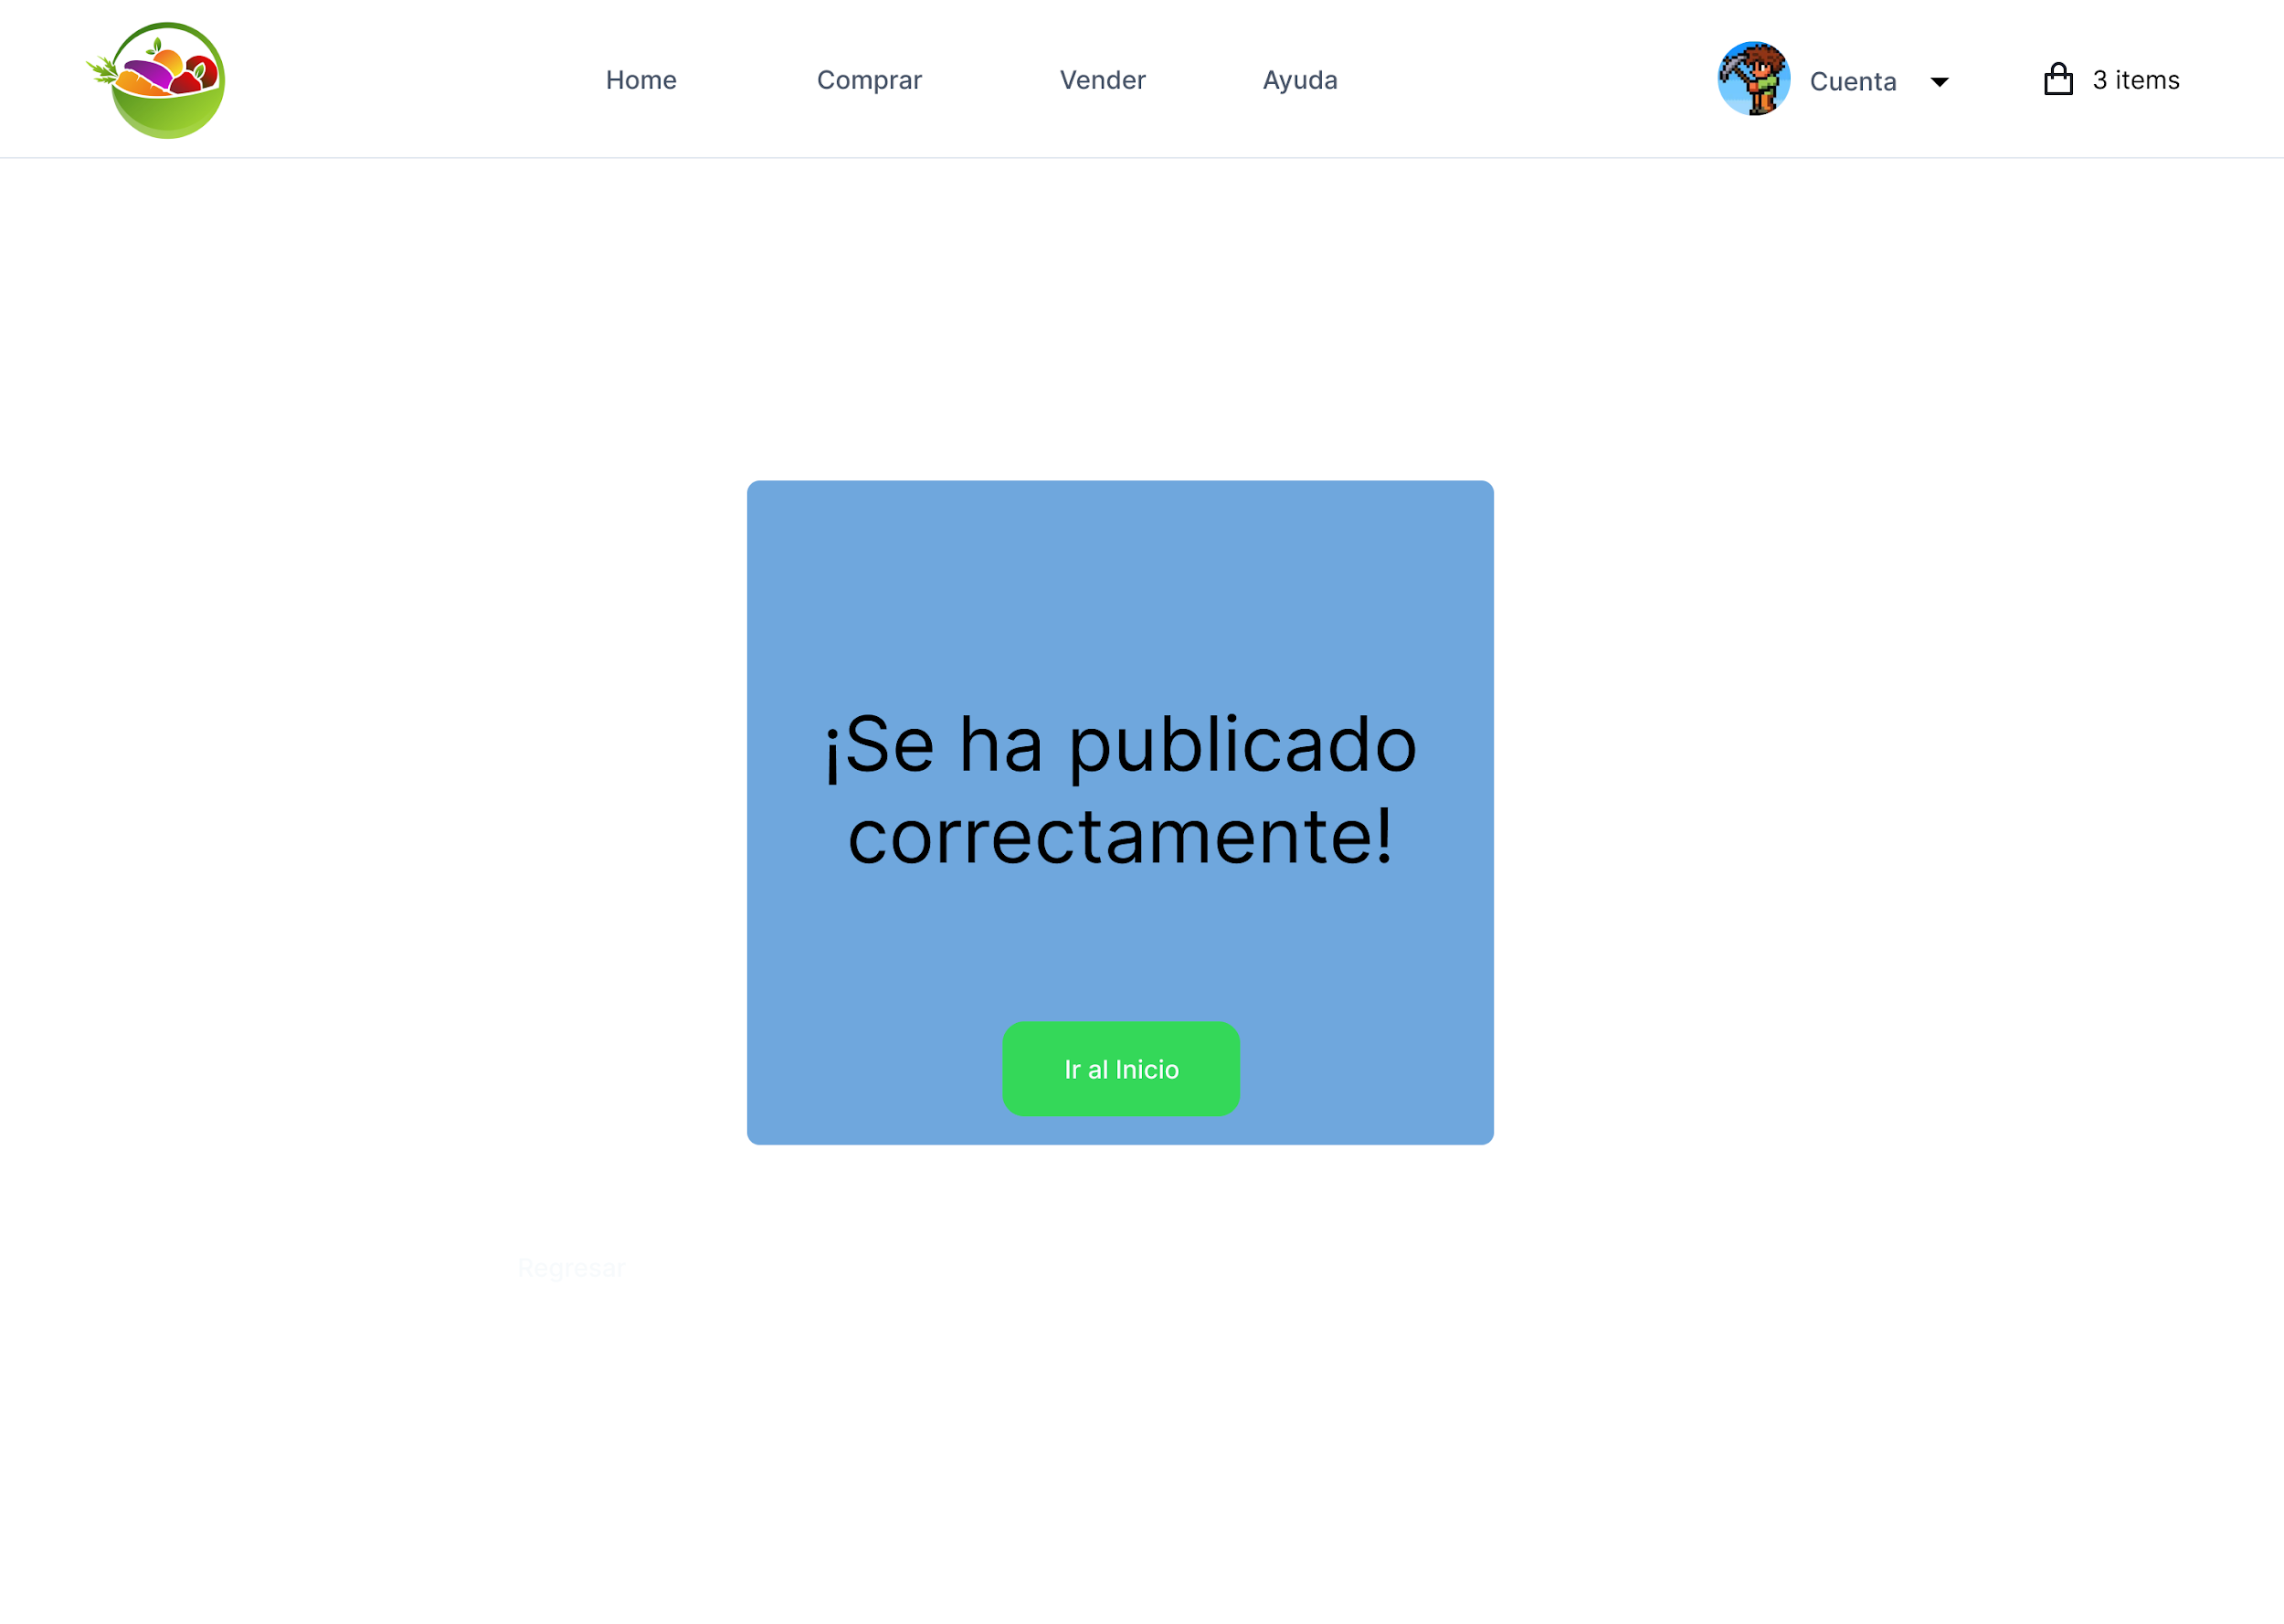 Home Comprar Vender Ayuda Cuenta 3 items
¡Se ha publicado
correctamente!
Ir al Inicio
Regresar